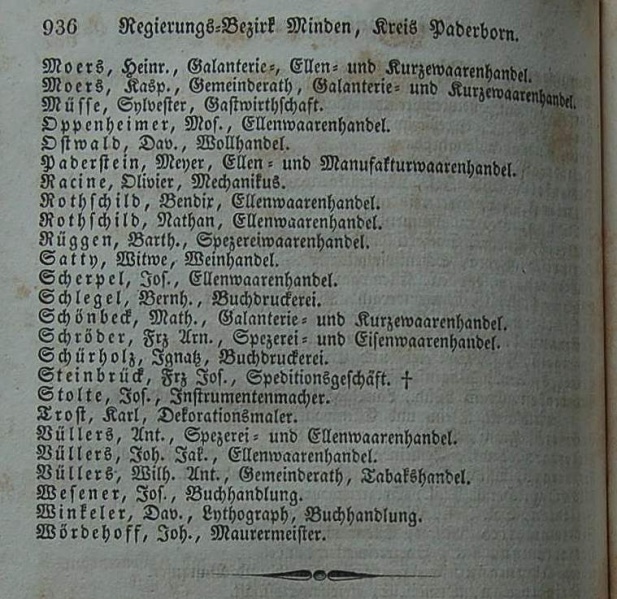 936 Regierungs-Bezirk Minden, Kreis Paderborn.
Moers, Heinr., Galanterie-, Ellen- und Kurzewaarenhandel.
Moers, Kasp., Gemeinderath, Galanterie- und Kurzewaarenhandel.
Müsse, Sylvester, Gastwirthschaft.
Oppenheimer, Mos., Ellenwaarenhandel.
Ostwald, Dav., Wollhandel.
Paderstein, Meyer, Ellen- und Manufakturwaarenhandel.
Racine, Olivier, Mechanikus.
Rothschild, Bendir, Ellenwaarenhandel.
Rothschild, Nathan, Ellenwaarenhandel.
Rüggen, Barth., Spezereiwaarenhandel.
Satty, Witwe, Weinhandel.
Scherpel, Jos., Ellenwaarenhandel.
Schlegel, Bernh., Buchdruckerei.
Schönbeck, Math., Galanterie- und Kurzewaarenhandel.
Schröder, Frz Arn., Spezerei- und Eisenwaarenhandel.
Schürholz, Ignatz, Buchdruckerei.
Steinbrück, Frz Jos., Speditionsgeschäft. †
Stolte, Jos., Instrumentenmacher.
Trost, Karl, Dekorationsmaler.
Büllers, Ant., Spezerei- und Ellenwaarenhandel.
Büllers, Joh. Jak., Ellenwaarenhandel.
Büllers, Wilh. Ant., Gemeinderath, Tabakshandel.
Wesener, Jos., Buchhandlung.
Winkeler, Dav., Lythograph, Buchhandlung.
Wördehoff, Joh., Maurermeister.